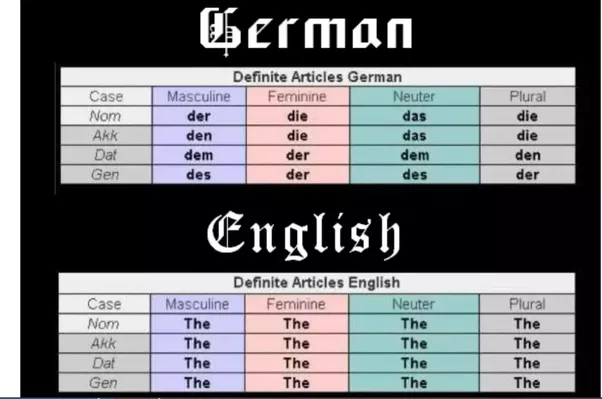 German
Definite Articles German
Case Masculine Feminine Neuter Plural
Nom der die das die
Akk den die das die
Dat dem der dem den
Gen des der des der
English
Definite Articles English
Case Masculine Feminine Neuter Plural
Nom The The The The
Akk The The The The
Dat The The The The
Gen The The The The